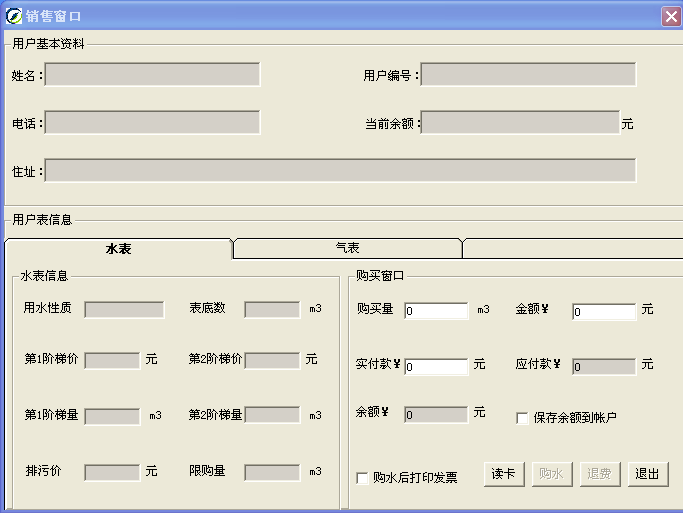 销售窗口
用户基本资料
姓名： 用户编号：
电话： 当前余额： 元
住址：
用户表信息
水表 气表
水表信息 购买窗口
用水性质 表底数 m3 购买量 0 m3 金额¥ 0 元
第1阶梯价 元 第2阶梯价 元 实付款¥ 0 元 应付款¥ 0 元
第1阶梯量 m3 第2阶梯量 m3 余额¥ 0 元 保存余额到帐户
排污价 元 限购量 m3 购水后打印发票 读卡 购水 退费 退出